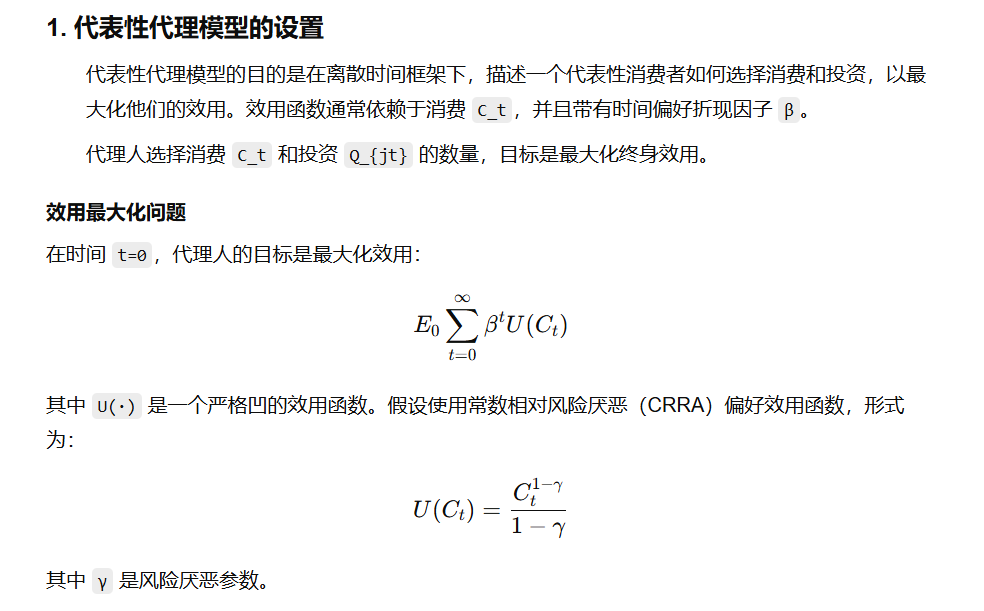 1. 代表性代理模型的设置
代表性代理模型的目的是在离散时间框架下，描述一个代表性消费者如何选择消费和投资，以最
大化他们的效用。效用函数通常依赖于消费 C_t，并且带有时间偏好折现因子 β。
代理人选择消费 C_t 和投资 Q_{jt} 的数量，目标是最大化终身效用。
效用最大化问题
在时间 t=0，代理人的目标是最大化效用：
$E_0 \sum_{t=0}^{\infty} \beta^t U(C_t)$
其中 U(·) 是一个严格凹的效用函数。假设使用常数相对风险厌恶（CRRA）偏好效用函数，形式
为：
$U(C_t) = \frac{C_t^{1-\gamma}}{1-\gamma}$
其中 γ 是风险厌恶参数。